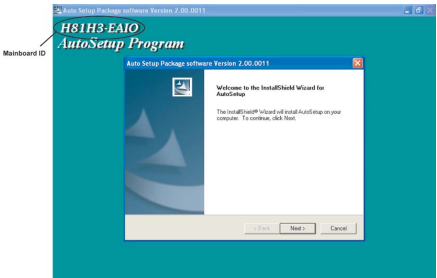 Auto Setup Package software Version 2.00.0011
H81H3-EAIO
AutoSetup Program
Mainboard ID
Auto Setup Package software Version 2.00.0011
Welcome to the InstallShield Wizard for
AutoSetup
The InstallShield® Wizard will install AutoSetup on your
computer. To continue, click Next.
< Back
Next >
Cancel